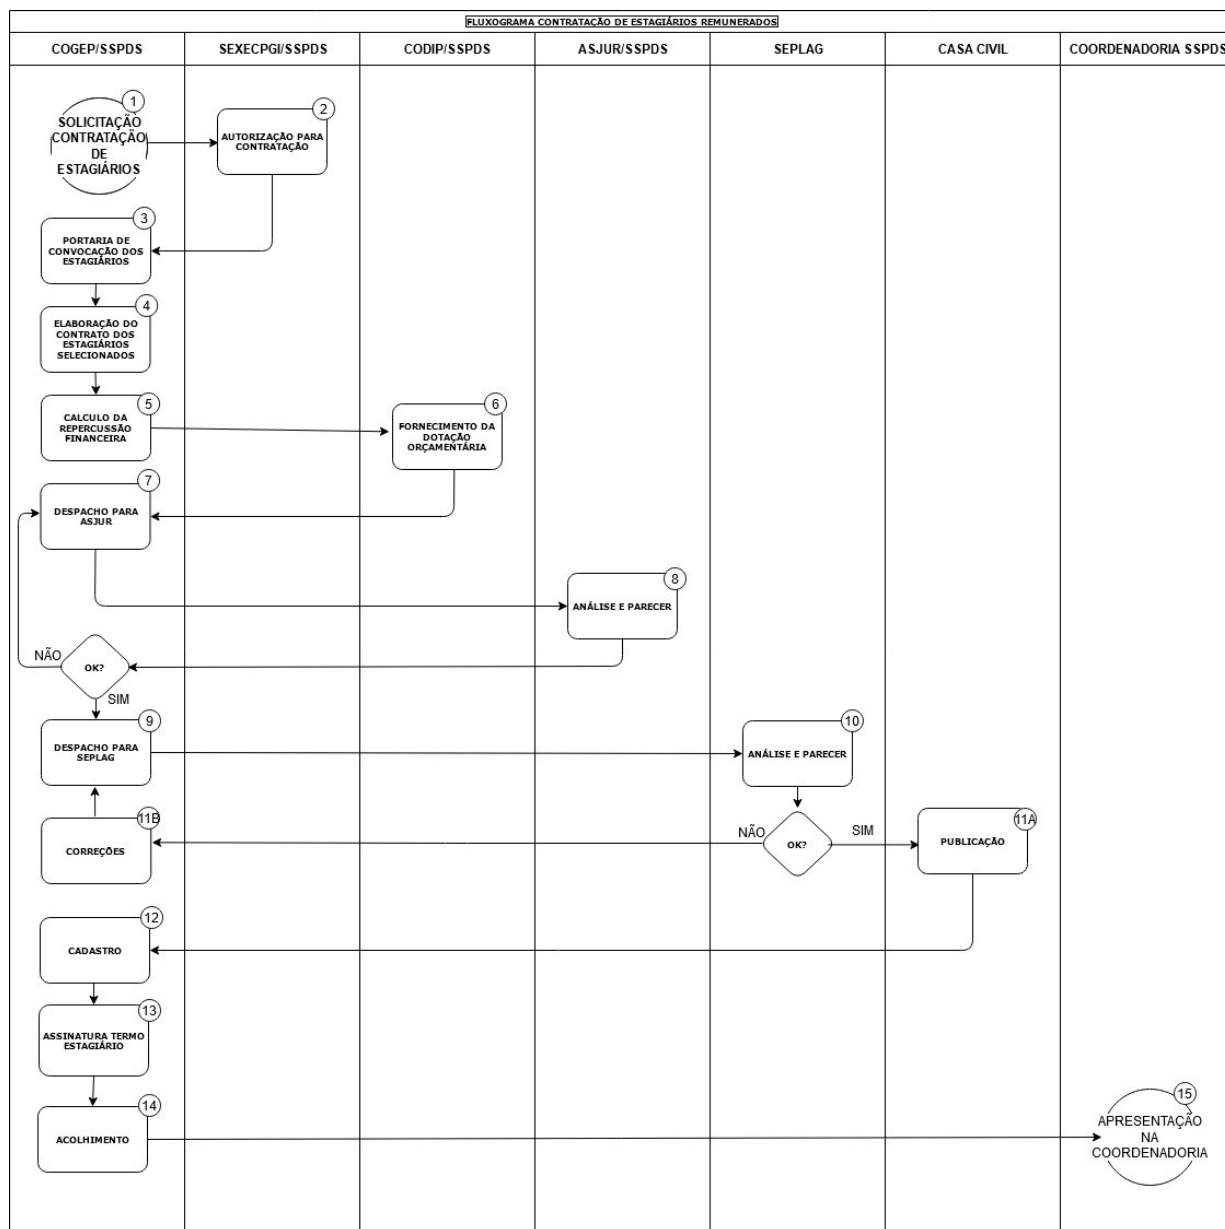 FLUXOGRAMA CONTRATAÇÃO DE ESTAGIÁRIOS REMUNERADOS
COGEP/SSPDS
SEXECPGI/SSPDS
CODIP/SSPDS
ASJUR/SSPDS
SEPLAG
CASA CIVIL
COORDENADORIA SSPDS
1
SOLICITAÇÃO
CONTRATAÇÃO
DE
ESTAGIÁRIOS
2
AUTORIZAÇÃO PARA
CONTRATAÇÃO
3
PORTARIA DE
CONVOCAÇÃO DOS
ESTAGIÁRIOS
4
ELABORAÇÃO DO
CONTRATO DOS
ESTAGIÁRIOS
SELECIONADOS
5
CALCULO DA
REPERCUSSÃO
FINANCEIRA
6
FORNECIMENTO DA
DOTAÇÃO
ORÇAMENTÁRIA
7
DESPACHO PARA
ASJUR
8
ANÁLISE E PARECER
NÃO
OK?
SIM
9
DESPACHO PARA
SEPLAG
10
ANÁLISE E PARECER
11B
CORREÇÕES
NÃO
OK?
SIM
11A
PUBLICAÇÃO
12
CADASTRO
13
ASSINATURA TERMO
ESTAGIÁRIO
14
ACOLHIMENTO
15
APRESENTAÇÃO
NA
COORDENADORIA